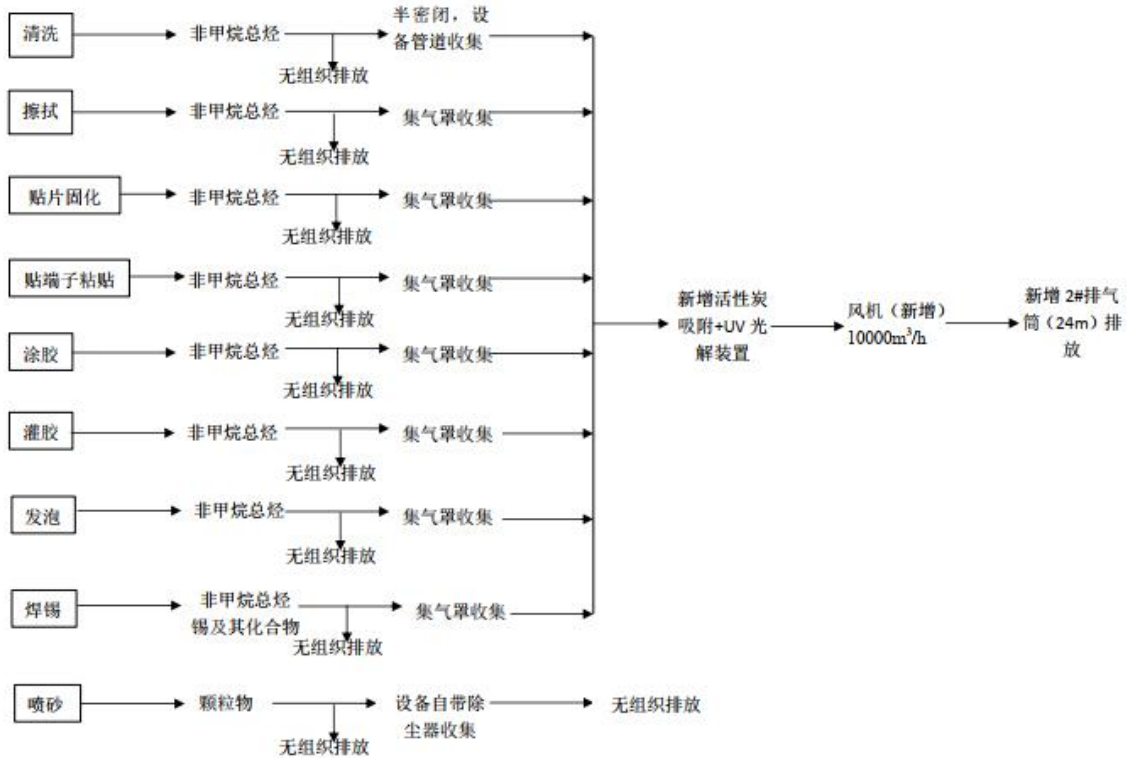 清洗
非甲烷总烃
半密闭，设
备管道收集
无组织排放
擦拭
非甲烷总烃
集气罩收集
无组织排放
贴片固化
非甲烷总烃
集气罩收集
无组织排放
贴端子粘贴
非甲烷总烃
集气罩收集
无组织排放
涂胶
非甲烷总烃
集气罩收集
无组织排放
灌胶
非甲烷总烃
集气罩收集
无组织排放
发泡
非甲烷总烃
集气罩收集
无组织排放
焊锡
非甲烷总烃
锡及其化合物
集气罩收集
无组织排放
新增活性炭
吸附+UV 光
解装置
风机（新增）
10000m³/h
新增 2#排气
筒（24m）排
放
喷砂
颗粒物
设备自带除
尘器收集
无组织排放
无组织排放